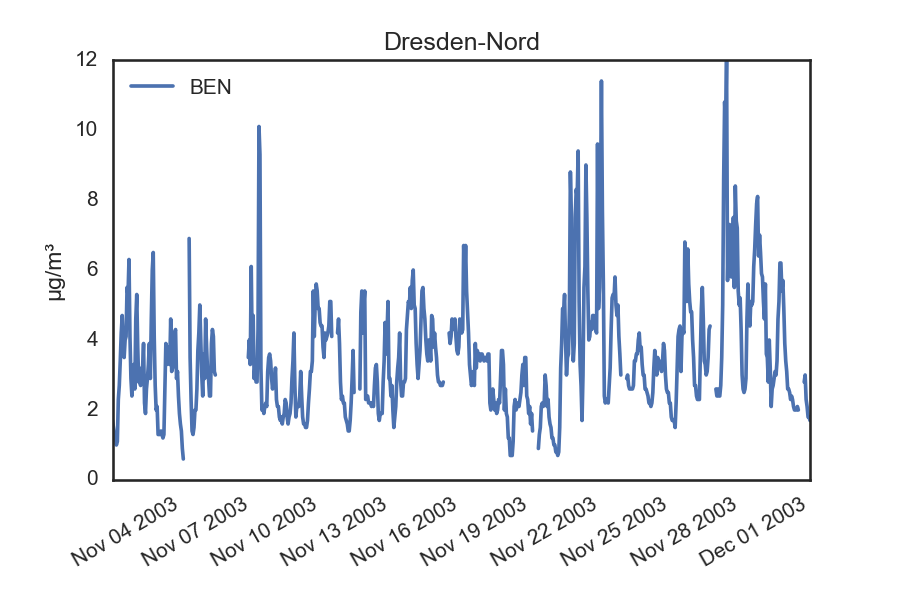 Dresden-Nord
BEN
µg/m³
12
10
8
6
4
2
0
Nov 04 2003
Nov 07 2003
Nov 10 2003
Nov 13 2003
Nov 16 2003
Nov 19 2003
Nov 22 2003
Nov 25 2003
Nov 28 2003
Dec 01 2003